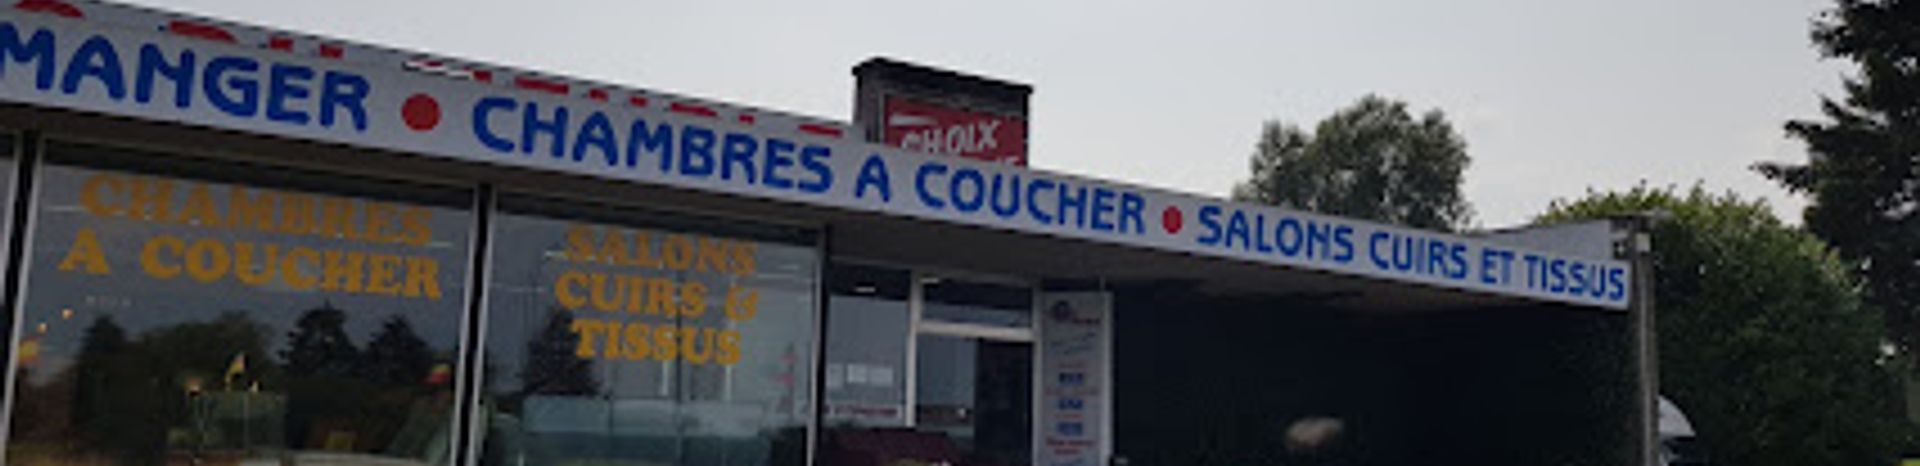 MANGER • CHAMBRES A COUCHER • SALONS CUIRS ET TISSUS
CHOIX
CHAMBRES
A COUCHER
SALONS
CUIRS &
TISSUS